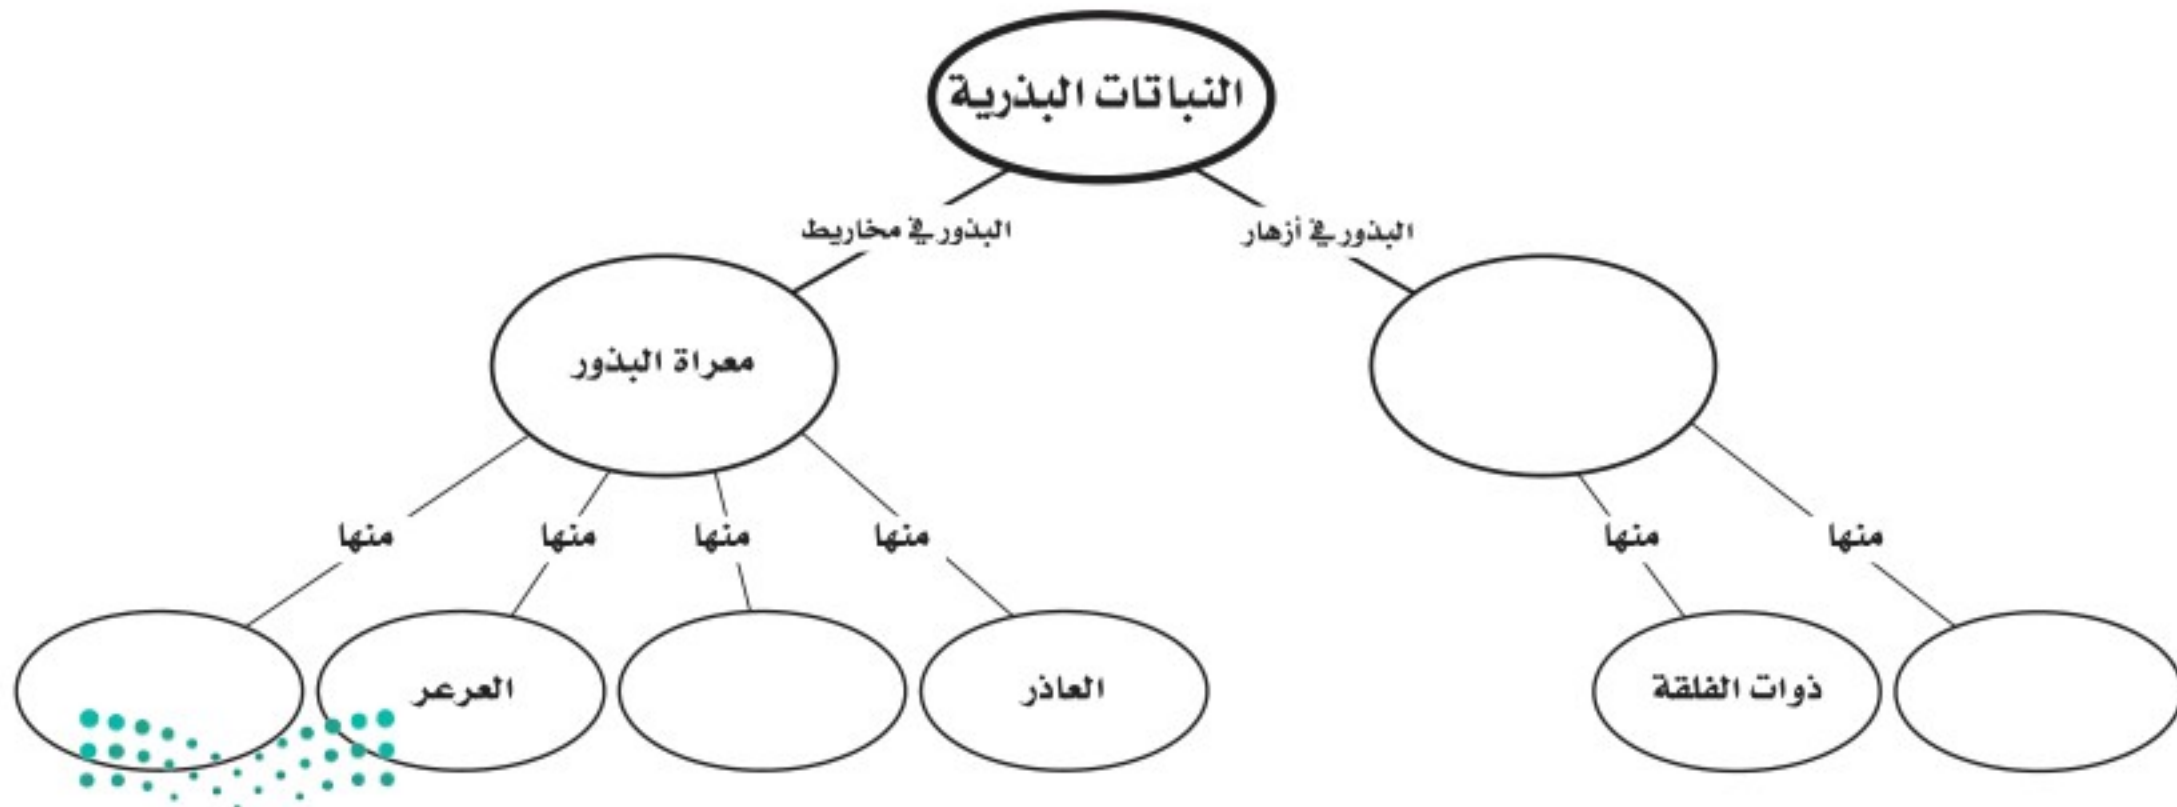 النباتات البذرية
البذور في أزهار
البذور في مخاريط
معراة البذور
منها
منها
منها
منها
منها
منها
ذوات الفلقة
العاذر
العرعر